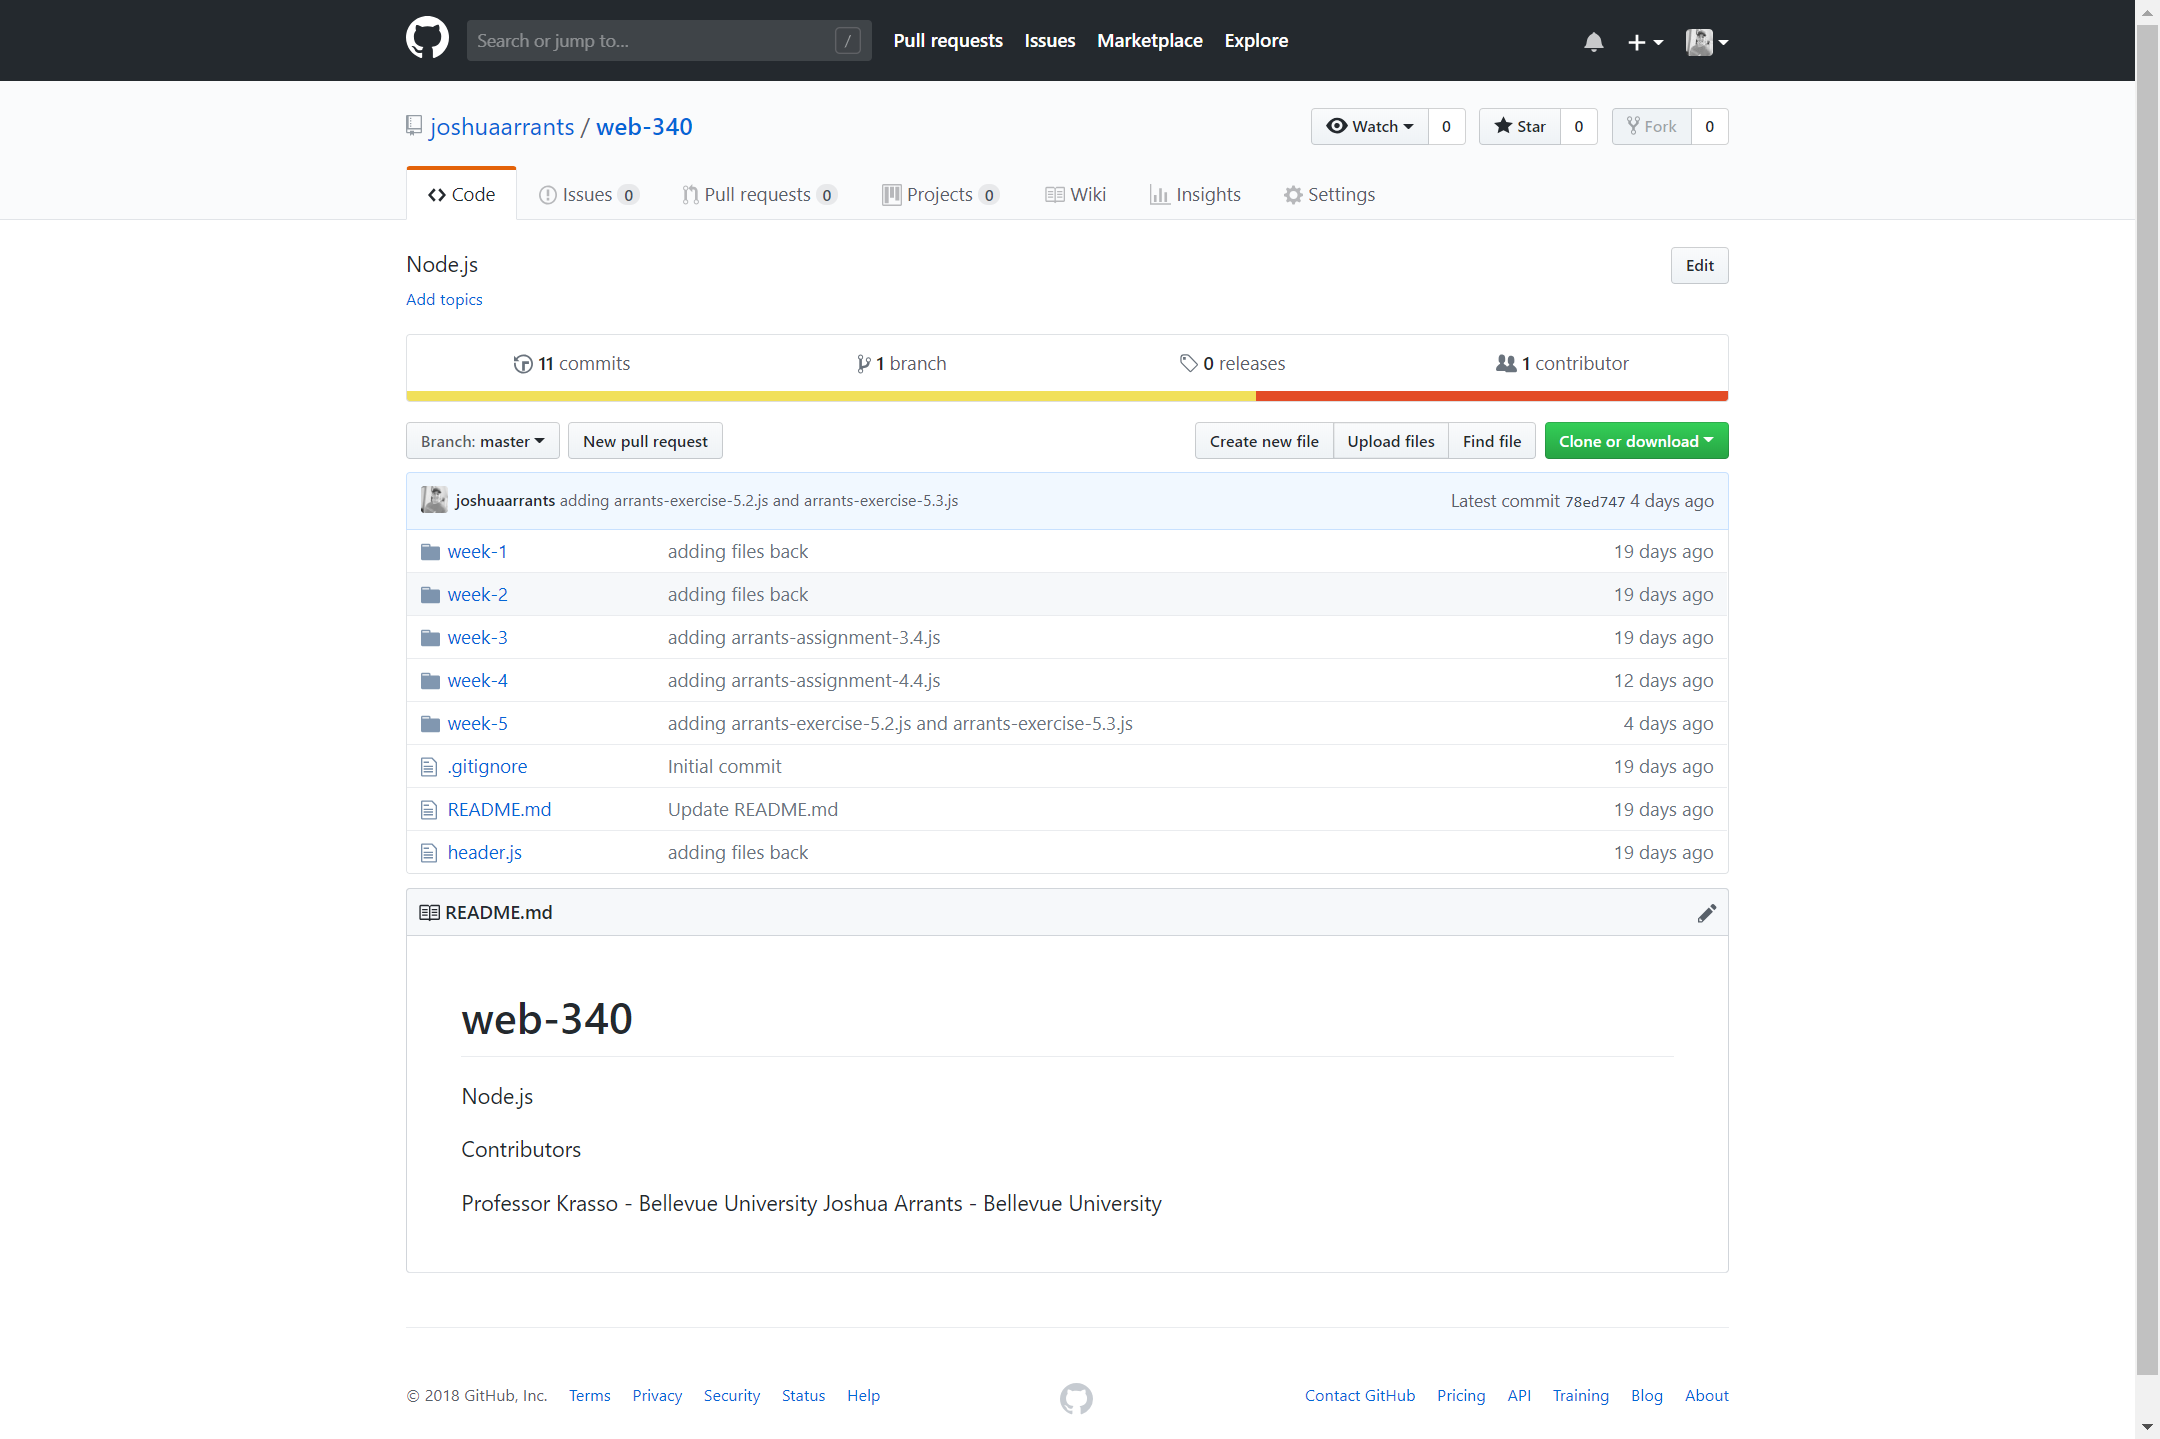 Search or jump to... / Pull requests Issues Marketplace Explore
joshuaarrants / web-340 Watch 0 Star 0 Fork 0
Code Issues 0 Pull requests 0 Projects 0 Wiki Insights Settings
Node.js Edit
Add topics
11 commits 1 branch 0 releases 1 contributor
Branch: master New pull request Create new file Upload files Find file Clone or download
joshuaarrants adding arrants-exercise-5.2.js and arrants-exercise-5.3.js Latest commit 78ed747 4 days ago
week-1 adding files back 19 days ago
week-2 adding files back 19 days ago
week-3 adding arrants-assignment-3.4.js 19 days ago
week-4 adding arrants-assignment-4.4.js 12 days ago
week-5 adding arrants-exercise-5.2.js and arrants-exercise-5.3.js 4 days ago
.gitignore Initial commit 19 days ago
README.md Update README.md 19 days ago
header.js adding files back 19 days ago
README.md
web-340
Node.js
Contributors
Professor Krasso - Bellevue University Joshua Arrants - Bellevue University
© 2018 GitHub, Inc. Terms Privacy Security Status Help Contact GitHub Pricing API Training Blog About